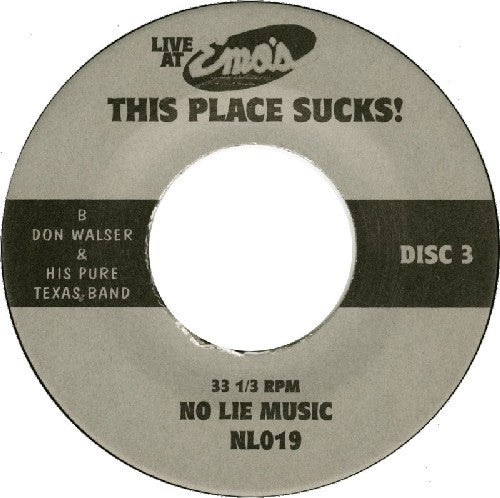 LIVE
AT
Emo's
THIS PLACE SUCKS!
B
DON WALSER
&
HIS PURE
TEXAS BAND
DISC 3
33 1/3 RPM
NO LIE MUSIC
NL019